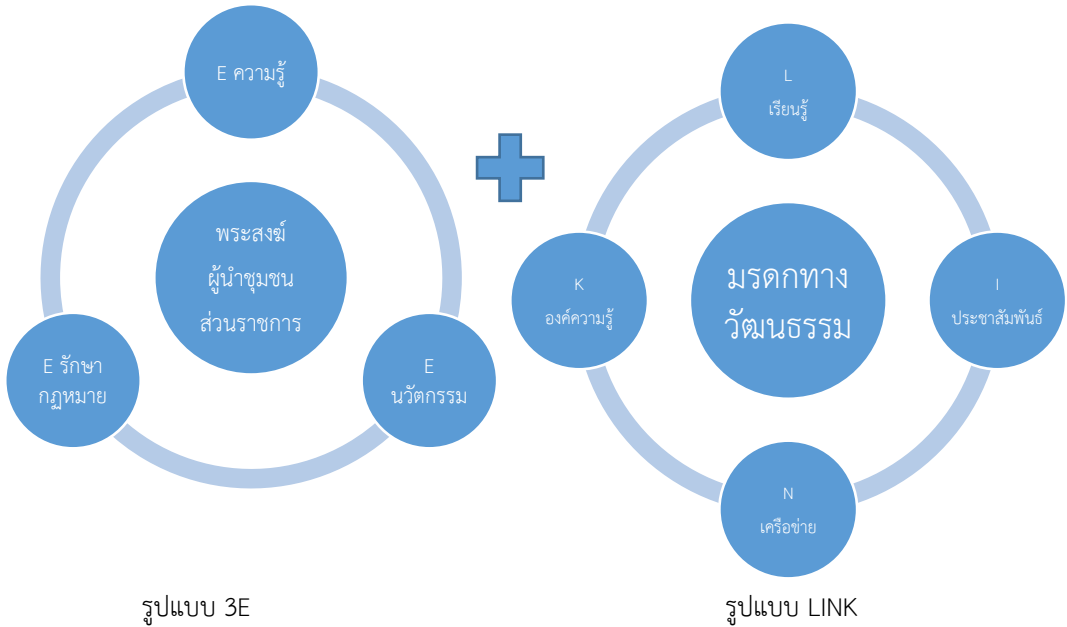 E ความรู้
พระสงฆ์
ผู้นำชุมชน
ส่วนราชการ
E รักษา
กฎหมาย
E
นวัตกรรม
รูปแบบ 3E
L
เรียนรู้
K
องค์ความรู้
มรดกทาง
วัฒนธรรม
I
ประชาสัมพันธ์
N
เครือข่าย
รูปแบบ LINK